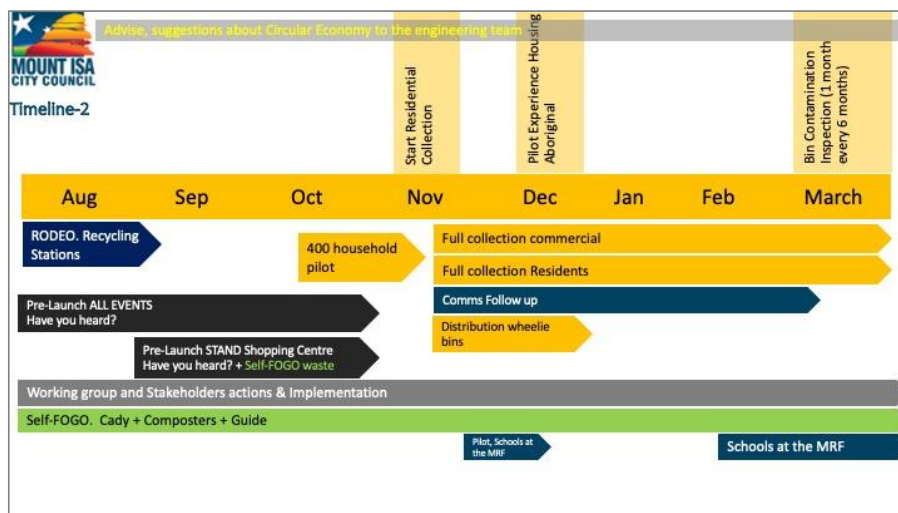 Advise, suggestions about Circular Economy to the engineering team
MOUNT ISA
CITY COUNCIL
Timeline-2
Start Residential
Collection
Pilot Experience Housing
Aboriginal
Bin Contamination
Inspection (1 month
every 6 months)
Aug Sep Oct Nov Dec Jan Feb March
RODEO. Recycling
Stations
400 household
pilot
Full collection commercial
Full collection Residents
Pre-Launch ALL EVENTS
Have you heard?
Comms Follow up
Distribution wheelie
bins
Pre-Launch STAND Shopping Centre
Have you heard? + Self-FOGO waste
Working group and Stakeholders actions & Implementation
Self-FOGO. Cady + Composters + Guide
Pilot, Schools at
the MRF
Schools at the MRF